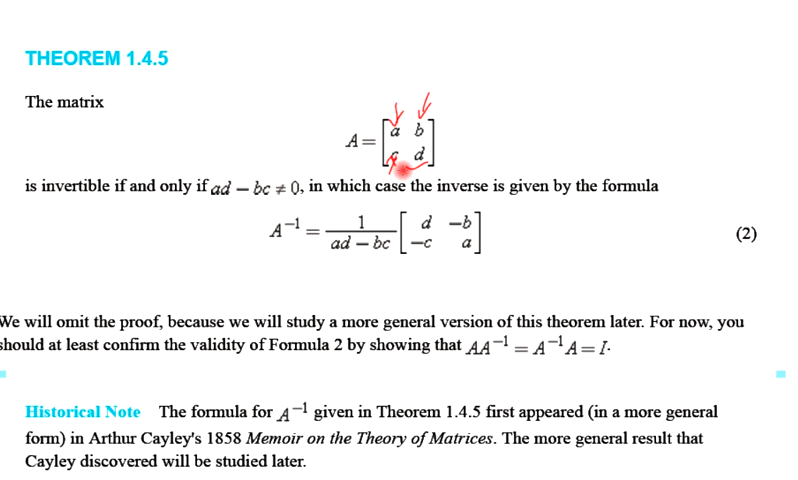 THEOREM 1.4.5
The matrix
A = [a b
c d]
is invertible if and only if ad − bc ≠ 0, in which case the inverse is given by the formula
A⁻¹ = 1/(ad − bc) [d −b
−c a] (2)
We will omit the proof, because we will study a more general version of this theorem later. For now, you
should at least confirm the validity of Formula 2 by showing that AA⁻¹ = A⁻¹A = I.
Historical Note The formula for A⁻¹ given in Theorem 1.4.5 first appeared (in a more general
form) in Arthur Cayley's 1858 Memoir on the Theory of Matrices. The more general result that
Cayley discovered will be studied later.